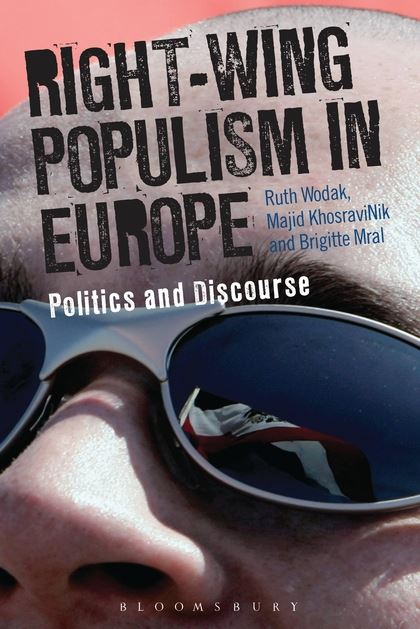 RIGHT-WING
POPULISM IN
EUROPE
Ruth Wodak,
Majid KhosraviNik
and Brigitte Mral
Politics and Discourse
BLOOMSBURY